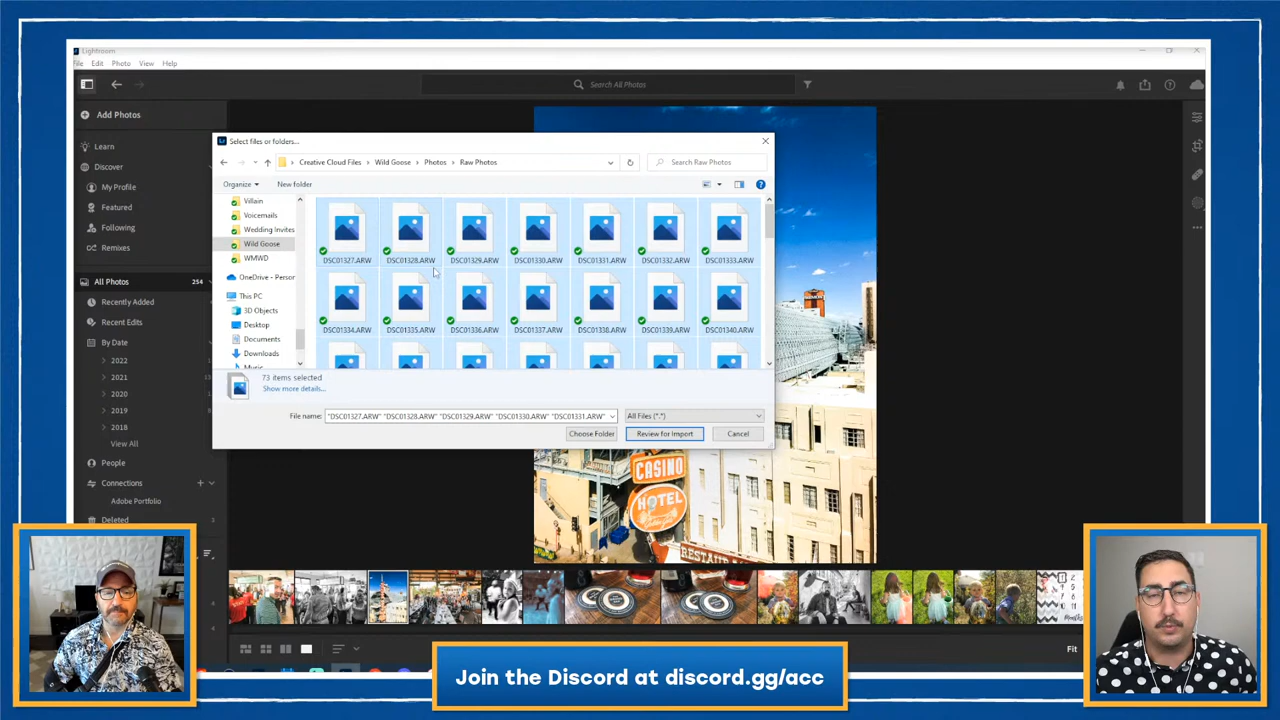 Lightroom
File Edit Photo View Help
Search All Photos
Add Photos
Learn
Discover
My Profile
Featured
Following
Remixes
All Photos 254
Recently Added
Recent Edits
By Date
2022
2021
2020
2019
2018
View All
People
Connections
Adobe Portfolio
Deleted
Select files or folders...
Creative Cloud Files > Wild Goose > Photos > Raw Photos
Search Raw Photos
Organize
New folder
Villain
Voicemails
Wedding Invites
Wild Goose
WMWD
OneDrive - Person
This PC
3D Objects
Desktop
Documents
Downloads
Music
DSC01327.ARW DSC01328.ARW DSC01329.ARW DSC01330.ARW DSC01331.ARW DSC01332.ARW DSC01333.ARW
DSC01334.ARW DSC01335.ARW DSC01336.ARW DSC01337.ARW DSC01338.ARW DSC01339.ARW DSC01340.ARW
73 items selected
Show more details...
File name: "DSC01327.ARW" "DSC01328.ARW" "DSC01329.ARW" "DSC01330.ARW" "DSC01331.ARW"
All Files (*.*)
Choose Folder
Review for Import
Cancel
CASINO
HOTEL
RESTAURANT
Fit
Join the Discord at discord.gg/acc